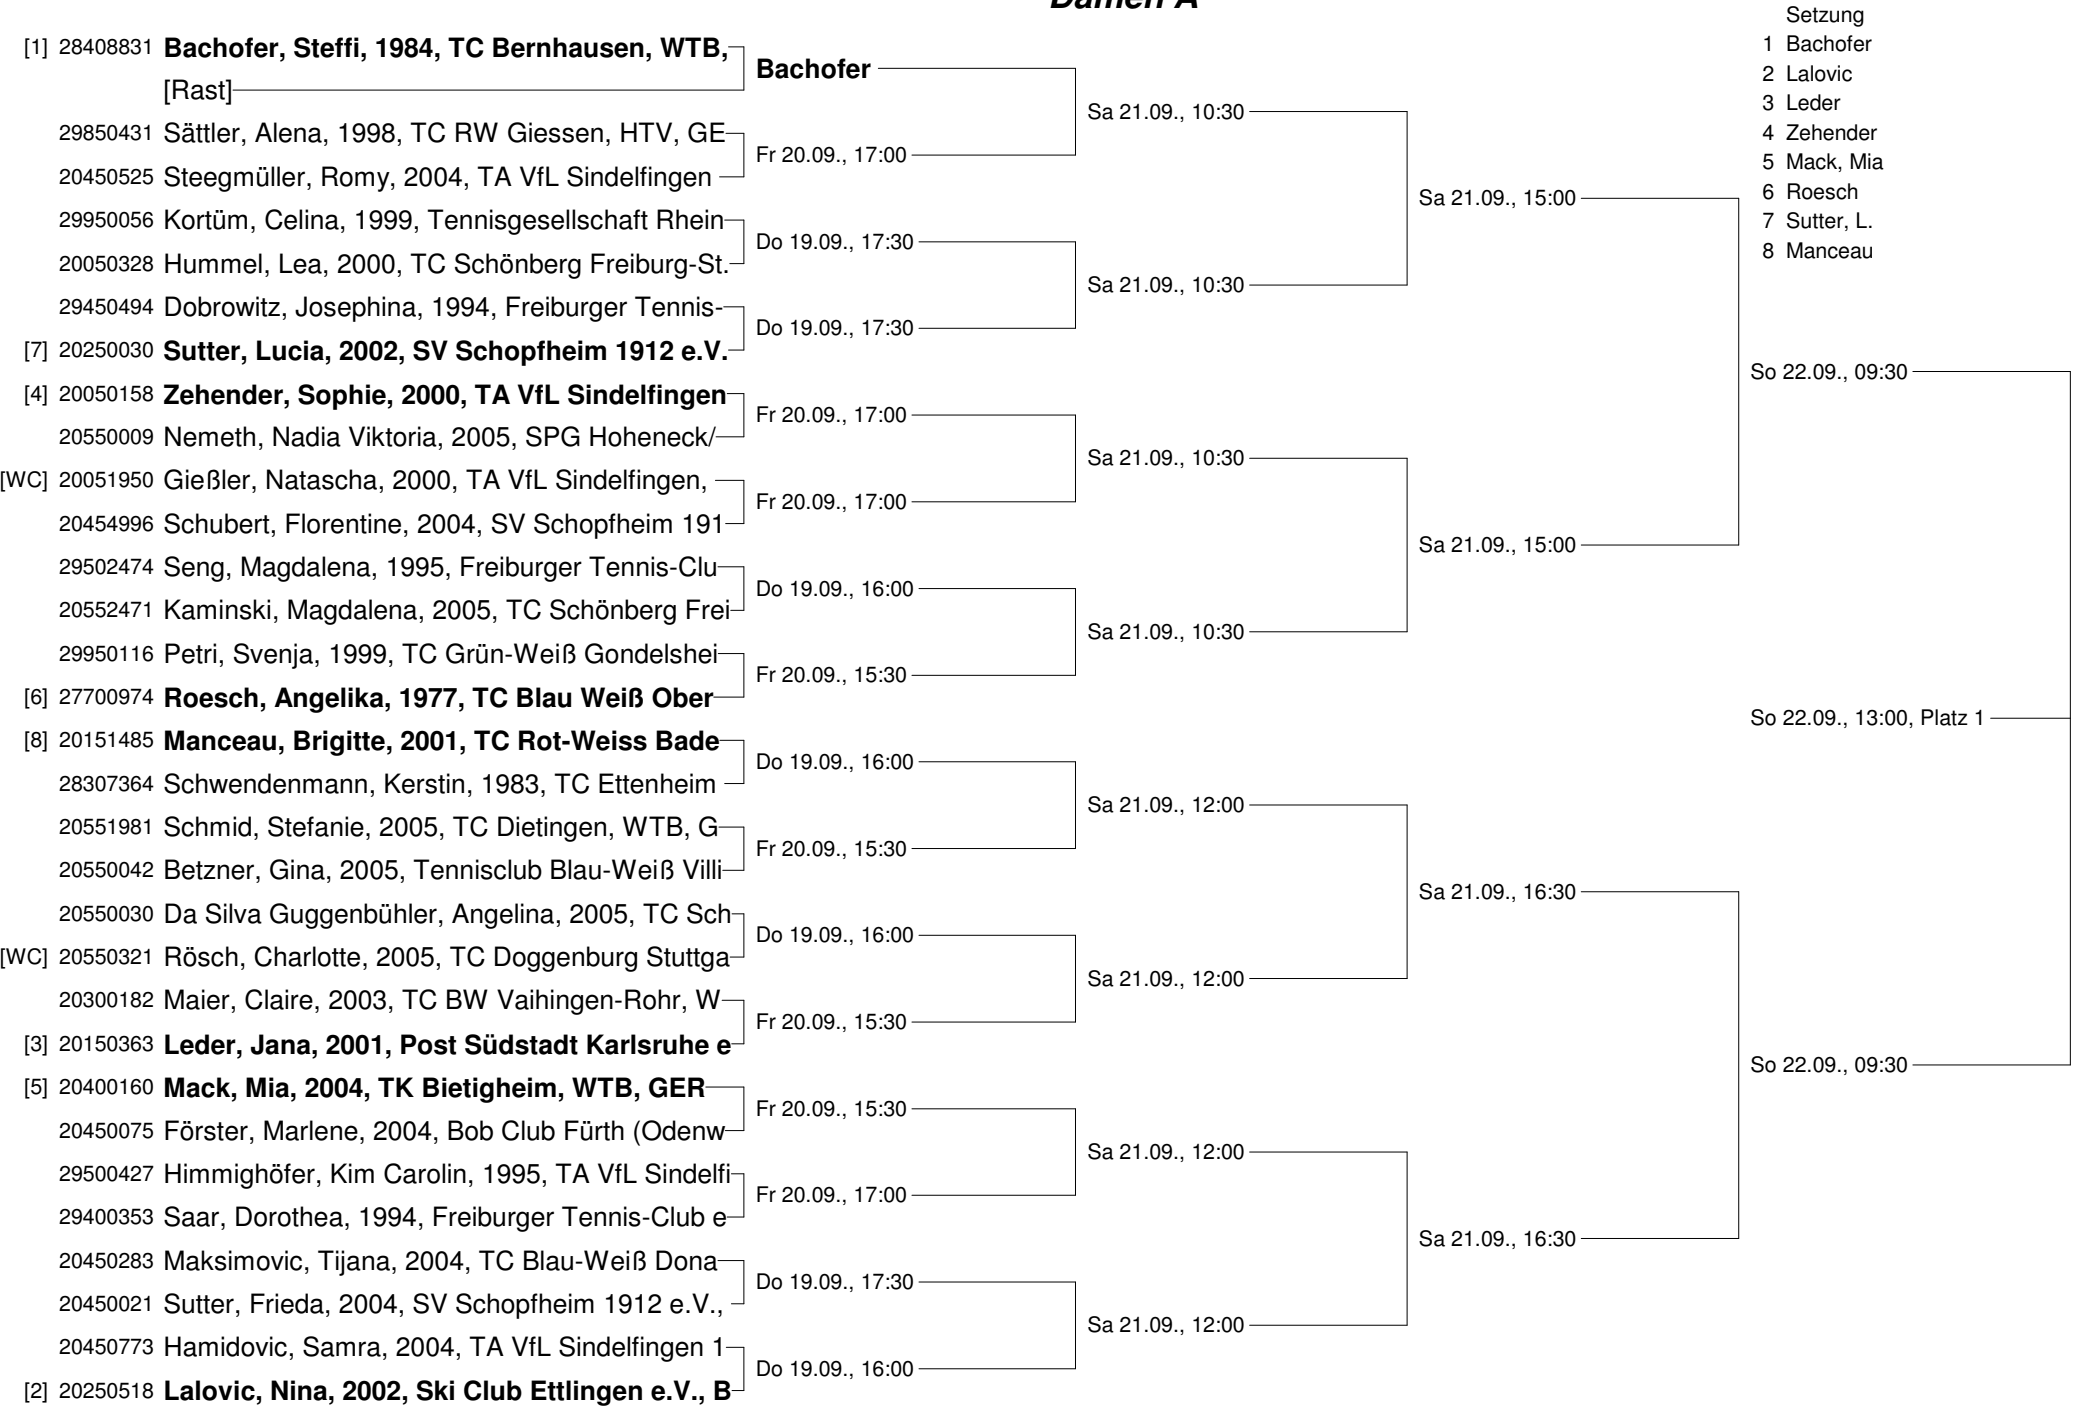 Damen A
Setzung
1 Bachofer
2 Lalovic
3 Leder
4 Zehender
5 Mack, Mia
6 Roesch
7 Sutter, L.
8 Manceau
[1] 28408831 Bachofer, Steffi, 1984, TC Bernhausen, WTB,
[Rast]
29850431 Sättler, Alena, 1998, TC RW Giessen, HTV, GE
20450525 Steegmüller, Romy, 2004, TA VfL Sindelfingen
29950056 Kortüm, Celina, 1999, Tennisgesellschaft Rhein
20050328 Hummel, Lea, 2000, TC Schönberg Freiburg-St.
29450494 Dobrowitz, Josephina, 1994, Freiburger Tennis-
[7] 20250030 Sutter, Lucia, 2002, SV Schopfheim 1912 e.V.
[4] 20050158 Zehender, Sophie, 2000, TA VfL Sindelfingen
20550009 Nemeth, Nadia Viktoria, 2005, SPG Hoheneck/
[WC] 20051950 Gießler, Natascha, 2000, TA VfL Sindelfingen,
20454996 Schubert, Florentine, 2004, SV Schopfheim 191
29502474 Seng, Magdalena, 1995, Freiburger Tennis-Clu
20552471 Kaminski, Magdalena, 2005, TC Schönberg Frei
29950116 Petri, Svenja, 1999, TC Grün-Weiß Gondelshei
[6] 27700974 Roesch, Angelika, 1977, TC Blau Weiß Ober
[8] 20151485 Manceau, Brigitte, 2001, TC Rot-Weiss Bade
28307364 Schwendenmann, Kerstin, 1983, TC Ettenheim
20551981 Schmid, Stefanie, 2005, TC Dietingen, WTB, G
20550042 Betzner, Gina, 2005, Tennisclub Blau-Weiß Villi
20550030 Da Silva Guggenbühler, Angelina, 2005, TC Sch
[WC] 20550321 Rösch, Charlotte, 2005, TC Doggenburg Stuttga
20300182 Maier, Claire, 2003, TC BW Vaihingen-Rohr, W
[3] 20150363 Leder, Jana, 2001, Post Südstadt Karlsruhe e
[5] 20400160 Mack, Mia, 2004, TK Bietigheim, WTB, GER
20450075 Förster, Marlene, 2004, Bob Club Fürth (Odenw
29500427 Himmighöfer, Kim Carolin, 1995, TA VfL Sindelfi
29400353 Saar, Dorothea, 1994, Freiburger Tennis-Club e
20450283 Maksimovic, Tijana, 2004, TC Blau-Weiß Dona
20450021 Sutter, Frieda, 2004, SV Schopfheim 1912 e.V.,
20450773 Hamidovic, Samra, 2004, TA VfL Sindelfingen 1
[2] 20250518 Lalovic, Nina, 2002, Ski Club Ettlingen e.V., B
Bachofer
Fr 20.09., 17:00
Do 19.09., 17:30
Do 19.09., 17:30
Fr 20.09., 17:00
Fr 20.09., 17:00
Do 19.09., 16:00
Fr 20.09., 15:30
Do 19.09., 16:00
Fr 20.09., 15:30
Do 19.09., 16:00
Fr 20.09., 15:30
Fr 20.09., 15:30
Fr 20.09., 17:00
Do 19.09., 17:30
Do 19.09., 16:00
Sa 21.09., 10:30
Sa 21.09., 10:30
Sa 21.09., 10:30
Sa 21.09., 10:30
Sa 21.09., 12:00
Sa 21.09., 12:00
Sa 21.09., 12:00
Sa 21.09., 12:00
Sa 21.09., 15:00
Sa 21.09., 15:00
Sa 21.09., 16:30
Sa 21.09., 16:30
So 22.09., 09:30
So 22.09., 13:00, Platz 1
So 22.09., 09:30